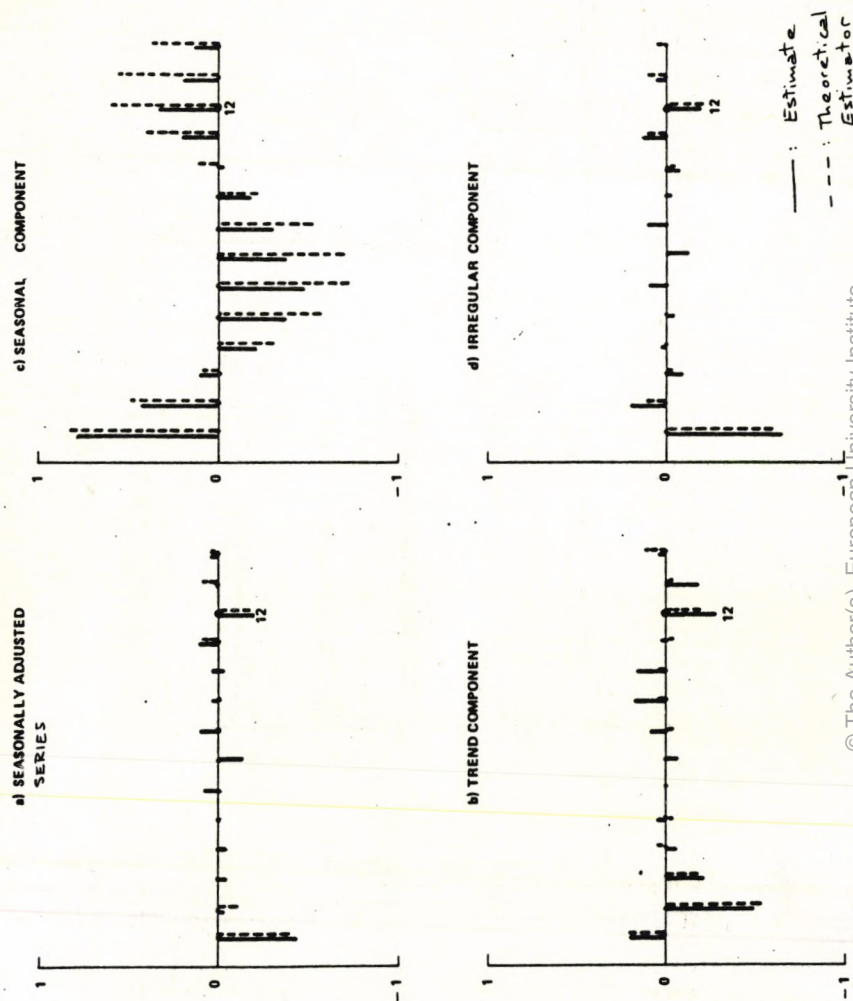 a) SEASONALLY ADJUSTED
SERIES
1
0
−1
12
b) TREND COMPONENT
1
0
−1
12
c) SEASONAL COMPONENT
1
0
−1
12
d) IRREGULAR COMPONENT
1
0
−1
12
—— : Estimate
- - - : Theoretical
Estimator
© The Author(s). European University Institute.